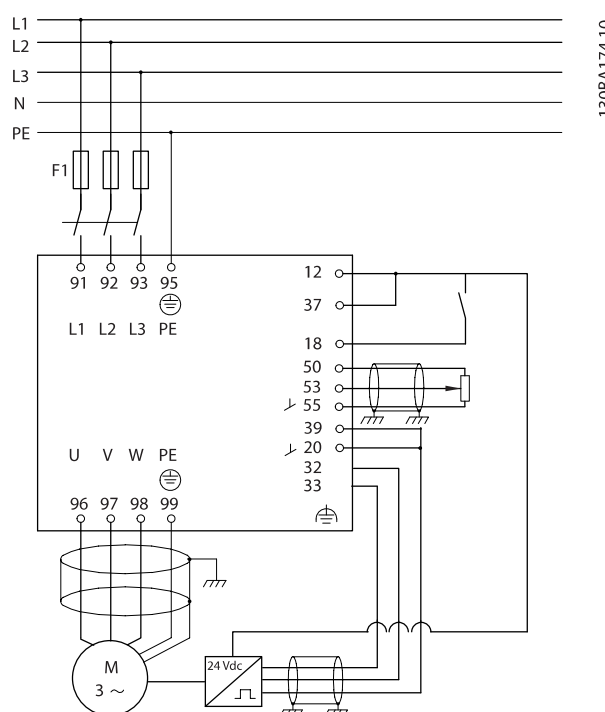 L1
L2
L3
N
PE
130BA174.10
F1
91 92 93 95
L1 L2 L3 PE
12
37
18
50
53
55
39
20
32
33
U V W PE
96 97 98 99
M
3 ~
24 Vdc